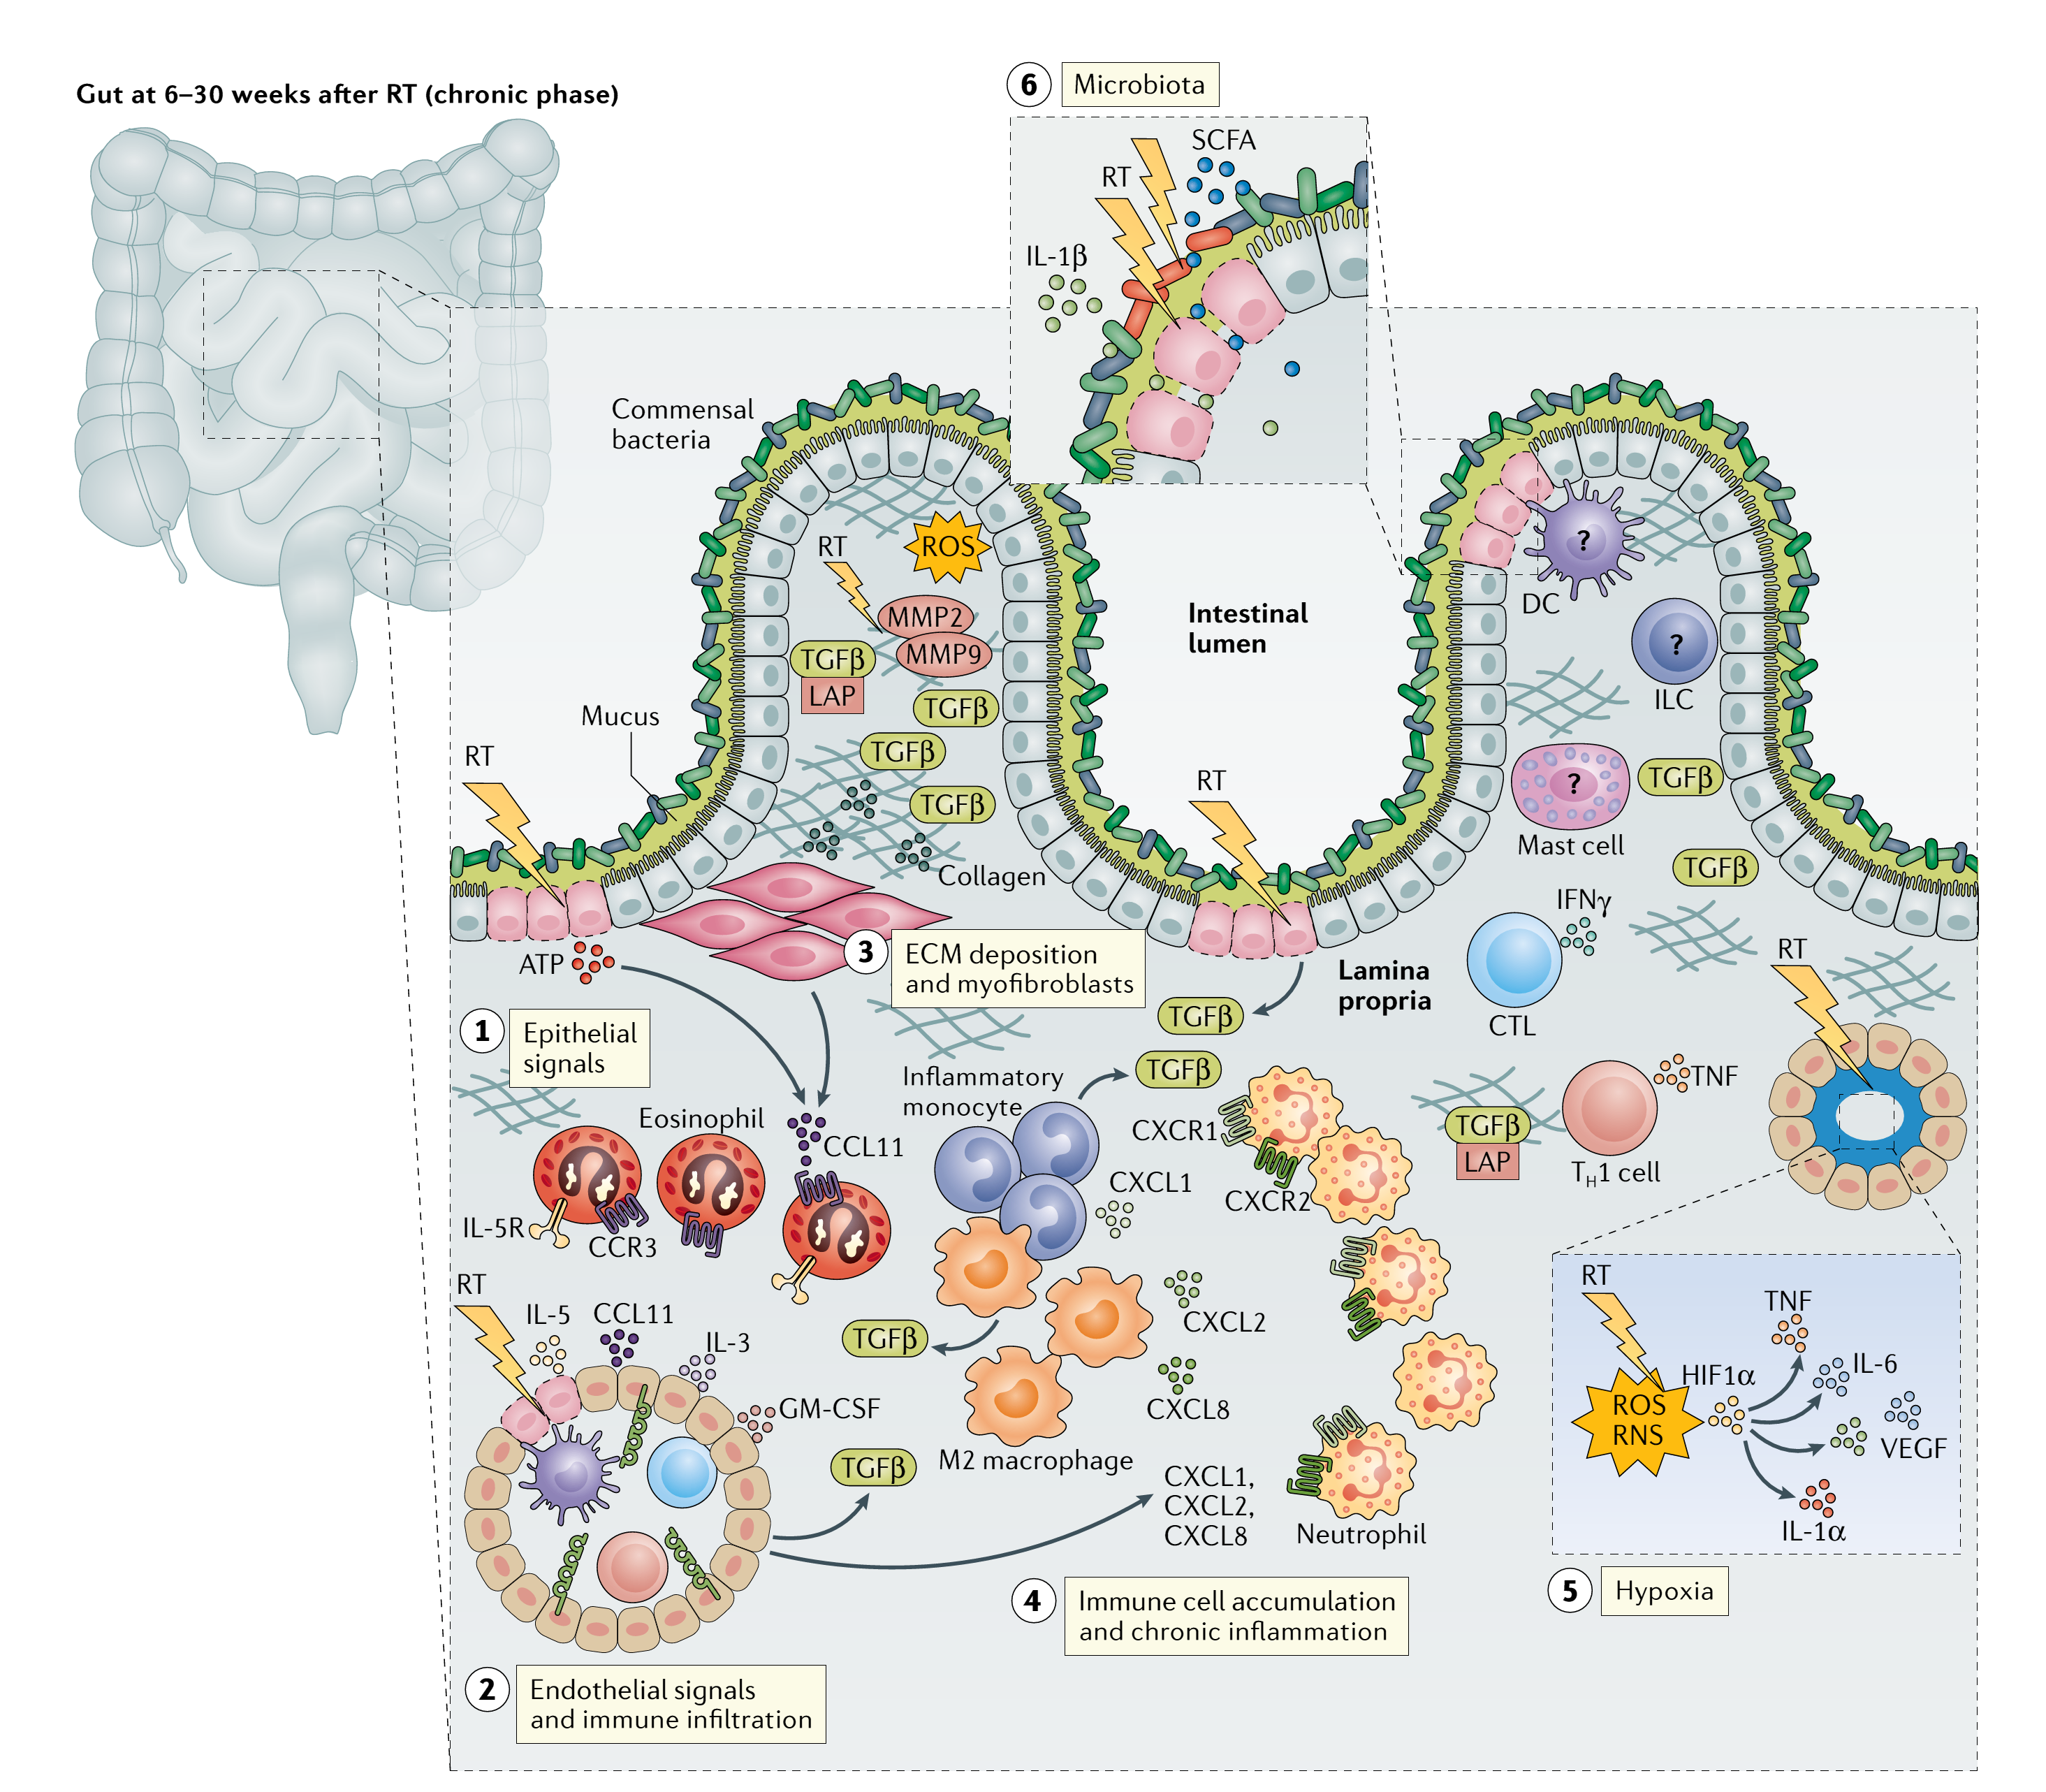 Gut at 6–30 weeks after RT (chronic phase)
6
Microbiota
SCFA
RT
IL-1β
Commensal
bacteria
RT
ROS
MMP2
MMP9
TGFβ
LAP
TGFβ
TGFβ
TGFβ
Collagen
Mucus
RT
Intestinal
lumen
RT
?
DC
?
ILC
?
Mast cell
TGFβ
TGFβ
IFNγ
CTL
RT
ATP
3
ECM deposition
and myofibroblasts
Lamina
propria
TGFβ
TGFβ
1
Epithelial
signals
Eosinophil
CCL11
IL-5R
CCR3
Inflammatory
monocyte
CXCR1
CXCL1
CXCR2
TGFβ
LAP
TNF
TH1 cell
RT
IL-5
CCL11
IL-3
GM-CSF
TGFβ
CXCL2
CXCL8
TGFβ
M2 macrophage
CXCL1,
CXCL2,
CXCL8
Neutrophil
RT
TNF
HIF1α
IL-6
ROS
RNS
VEGF
IL-1α
4
Immune cell accumulation
and chronic inflammation
5
Hypoxia
2
Endothelial signals
and immune infiltration